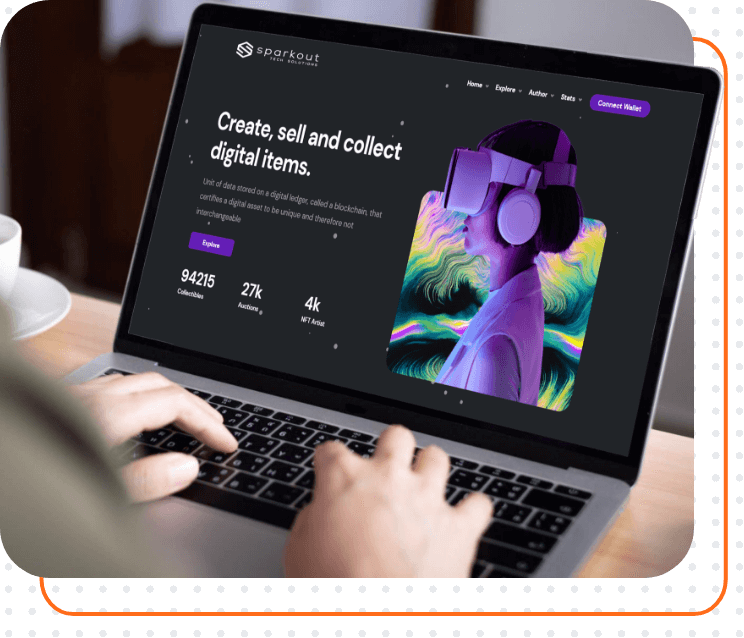 sparkout
TECH SOLUTIONS
Home
Explore
Author
Stats
Connect Wallet
Create, sell and collect
digital items.
Unit of data stored on a digital ledger, called a blockchain, that
certifies a digital asset to be unique and therefore not
interchangeable
Explore
94215
Collectibles
27k
Auctions
4k
NFT Artist